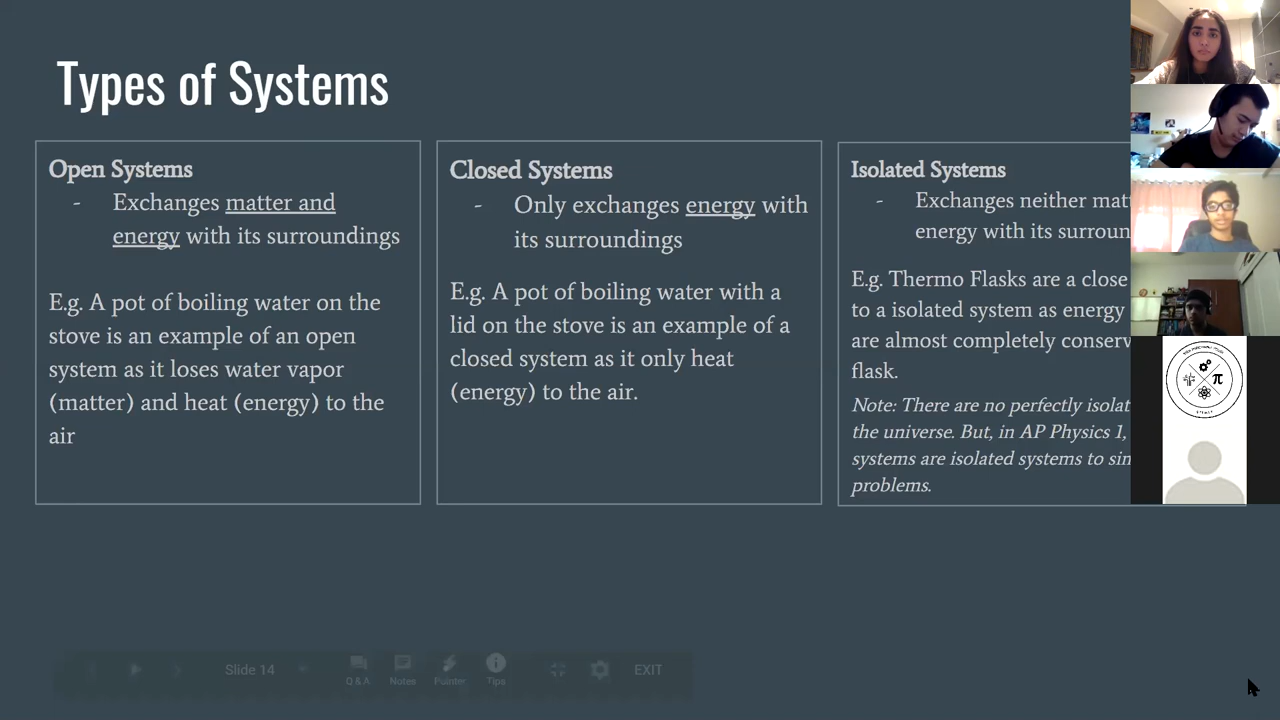 Types of Systems
Open Systems
- Exchanges matter and
energy with its surroundings
E.g. A pot of boiling water on the
stove is an example of an open
system as it loses water vapor
(matter) and heat (energy) to the
air
Closed Systems
- Only exchanges energy with
its surroundings
E.g. A pot of boiling water with a
lid on the stove is an example of a
closed system as it only heat
(energy) to the air.
Isolated Systems
- Exchanges neither matt
energy with its surroun
E.g. Thermo Flasks are a close
to a isolated system as energy
are almost completely conserv
flask.
Note: There are no perfectly isolat
the universe. But, in AP Physics 1,
systems are isolated systems to sin
problems.
π
Slide 14
Q & A
Notes
Pointer
Tips
EXIT